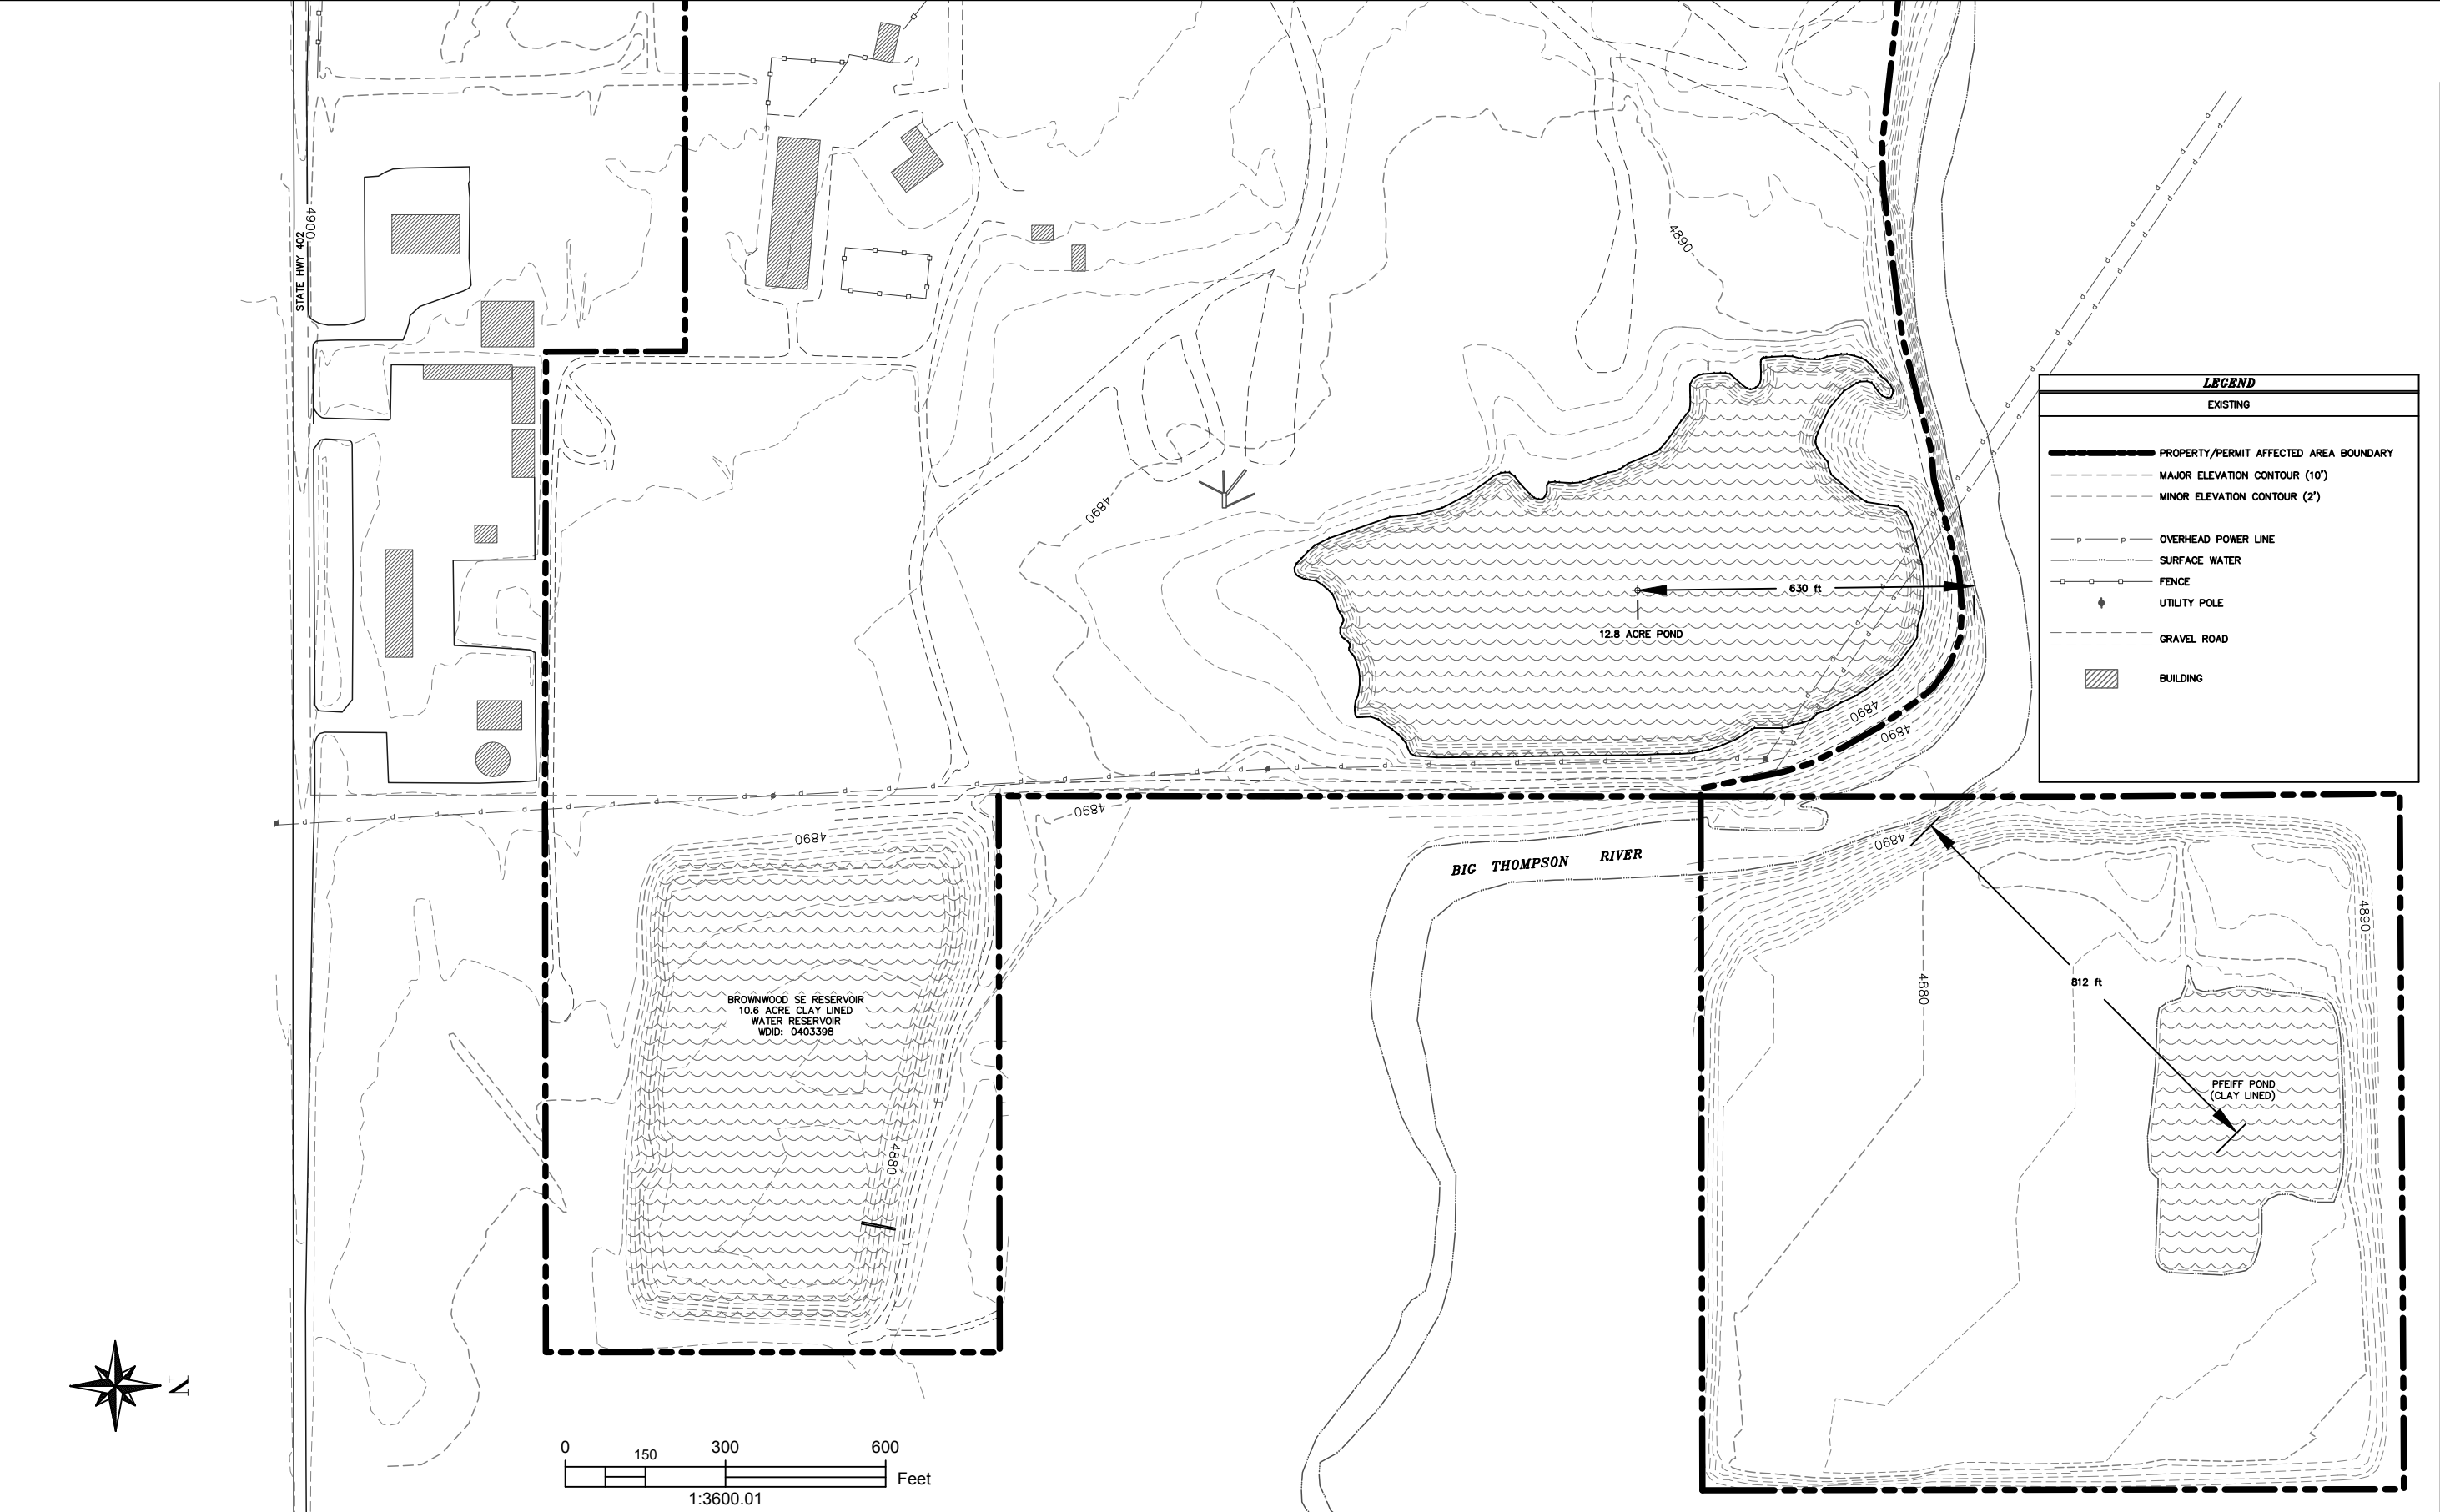 4900
STATE HWY 402
4890
LEGEND
EXISTING
PROPERTY/PERMIT AFFECTED AREA BOUNDARY
MAJOR ELEVATION CONTOUR (10')
MINOR ELEVATION CONTOUR (2')
P P
OVERHEAD POWER LINE
SURFACE WATER
FENCE
UTILITY POLE
GRAVEL ROAD
BUILDING
4890
630 ft
12.8 ACRE POND
4890
4890
4890
4890
4890
BIG THOMPSON RIVER
4890
4880
812 ft
BROWNWOOD SE RESERVOIR
10.6 ACRE CLAY LINED
WATER RESERVOIR
WDID: 0403398
PFEIFF POND
(CLAY LINED)
4880
N
0 150 300 600
Feet
1:3600.01